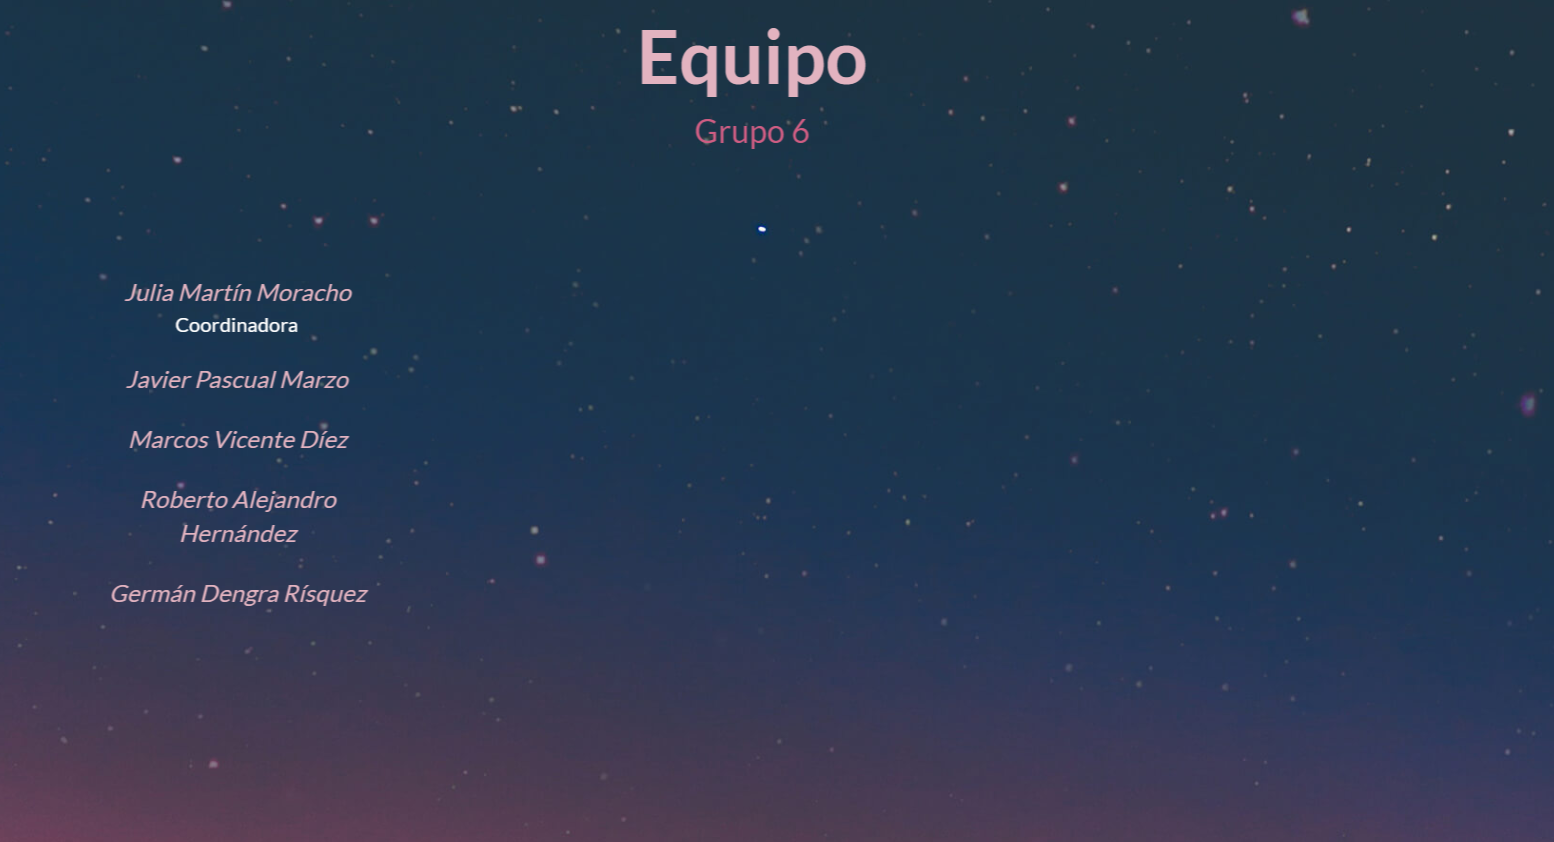 Equipo
Grupo 6
Julia Martín Moracho
Coordinadora
Javier Pascual Marzo
Marcos Vicente Díez
Roberto Alejandro
Hernández
Germán Dengra Rísquez